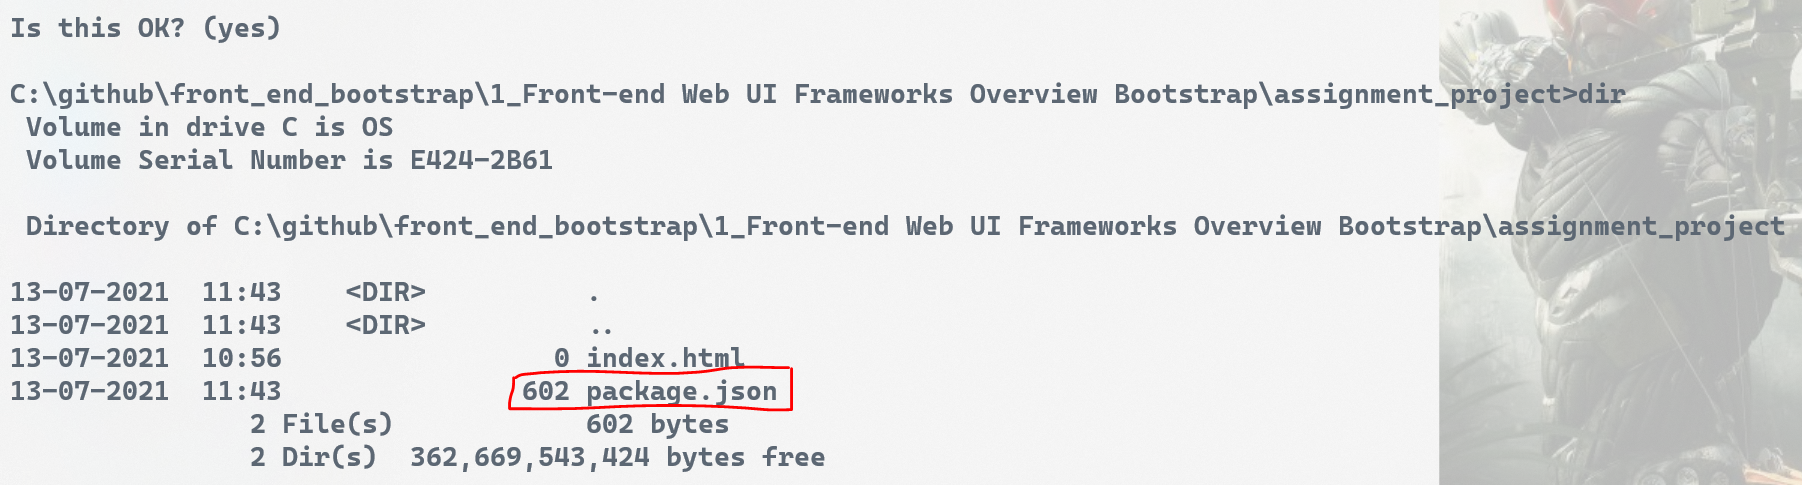 Is this OK? (yes)
C:\github\front_end_bootstrap\1_Front-end Web UI Frameworks Overview Bootstrap\assignment_project>dir
 Volume in drive C is OS
 Volume Serial Number is E424-2B61
 Directory of C:\github\front_end_bootstrap\1_Front-end Web UI Frameworks Overview Bootstrap\assignment_project
13-07-2021  11:43    <DIR>          .
13-07-2021  11:43    <DIR>          ..
13-07-2021  10:56                 0 index.html
13-07-2021  11:43               602 package.json
               2 File(s)            602 bytes
               2 Dir(s)  362,669,543,424 bytes free